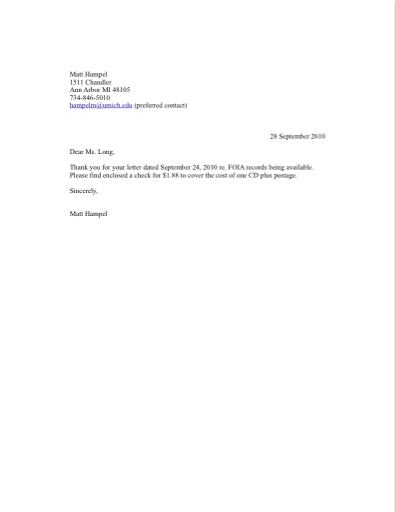 Matt Hampel
1511 Chandler
Ann Arbor MI 48105
734-846-5010
hampelm@umich.edu (preferred contact)
28 September 2010
Dear Ms. Long,
Thank you for your letter dated September 24, 2010 re. FOIA records being available.
Please find enclosed a check for $1.88 to cover the cost of one CD plus postage.
Sincerely,
Matt Hampel